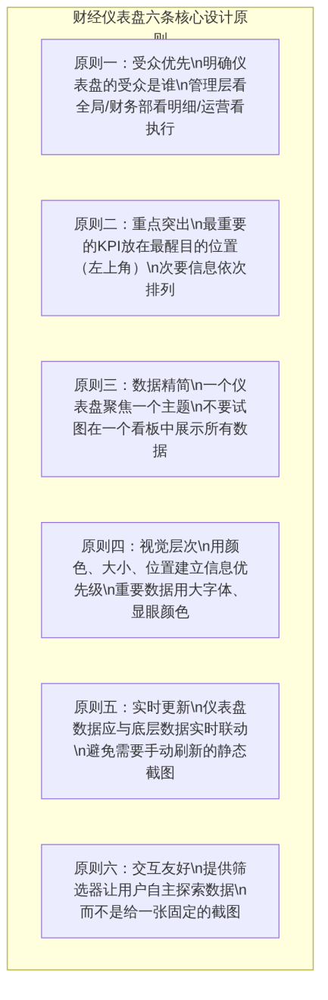 财经仪表盘六条核心设计原
则
原则一：受众优先\n明确仪
表盘的受众是谁\n管理层看
全局/财务部看明细/运营看
执行
原则二：重点突出\n最重要
的KPI放在最醒目的位置
（左上角）\n次要信息依次
排列
原则三：数据精简\n一个仪
表盘聚焦一个主题\n不要试
图在一个看板中展示所有数
据
原则四：视觉层次\n用颜
色、大小、位置建立信息优
先级\n重要数据用大字体、
显眼颜色
原则五：实时更新\n仪表盘
数据应与底层数据实时联动
\n避免需要手动刷新的静态
截图
原则六：交互友好\n提供筛
选器让用户自主探索数据\n
而不是给一张固定的截图